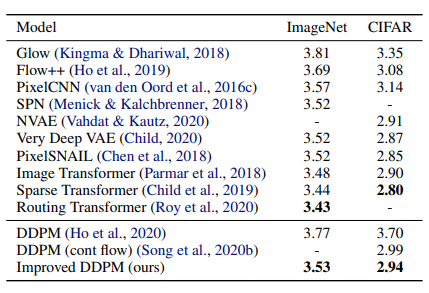 Model ImageNet CIFAR
Glow (Kingma & Dhariwal, 2018) 3.81 3.35
Flow++ (Ho et al., 2019) 3.69 3.08
PixelCNN (van den Oord et al., 2016c) 3.57 3.14
SPN (Menick & Kalchbrenner, 2018) 3.52 -
NVAE (Vahdat & Kautz, 2020) - 2.91
Very Deep VAE (Child, 2020) 3.52 2.87
PixelSNAIL (Chen et al., 2018) 3.52 2.85
Image Transformer (Parmar et al., 2018) 3.48 2.90
Sparse Transformer (Child et al., 2019) 3.44 2.80
Routing Transformer (Roy et al., 2020) 3.43 -
DDPM (Ho et al., 2020) 3.77 3.70
DDPM (cont flow) (Song et al., 2020b) - 2.99
Improved DDPM (ours) 3.53 2.94